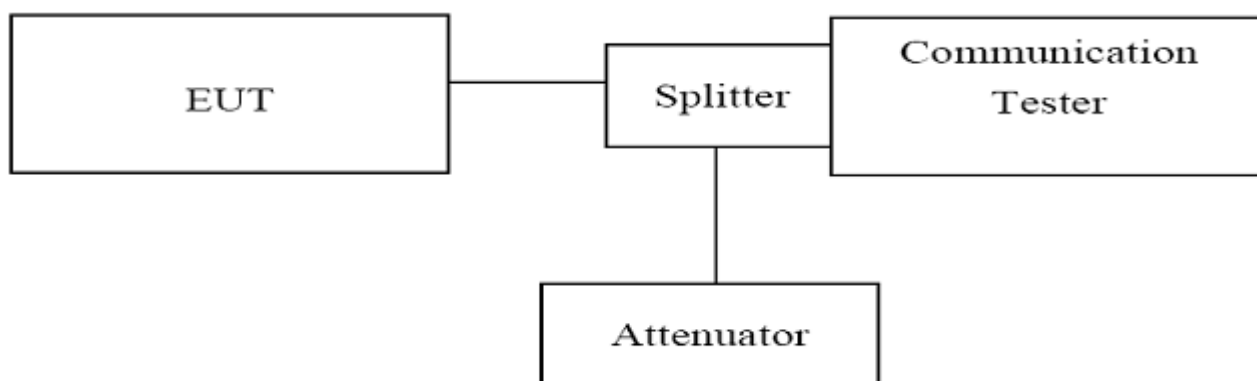 EUT
Splitter
Communication
Tester
Attenuator